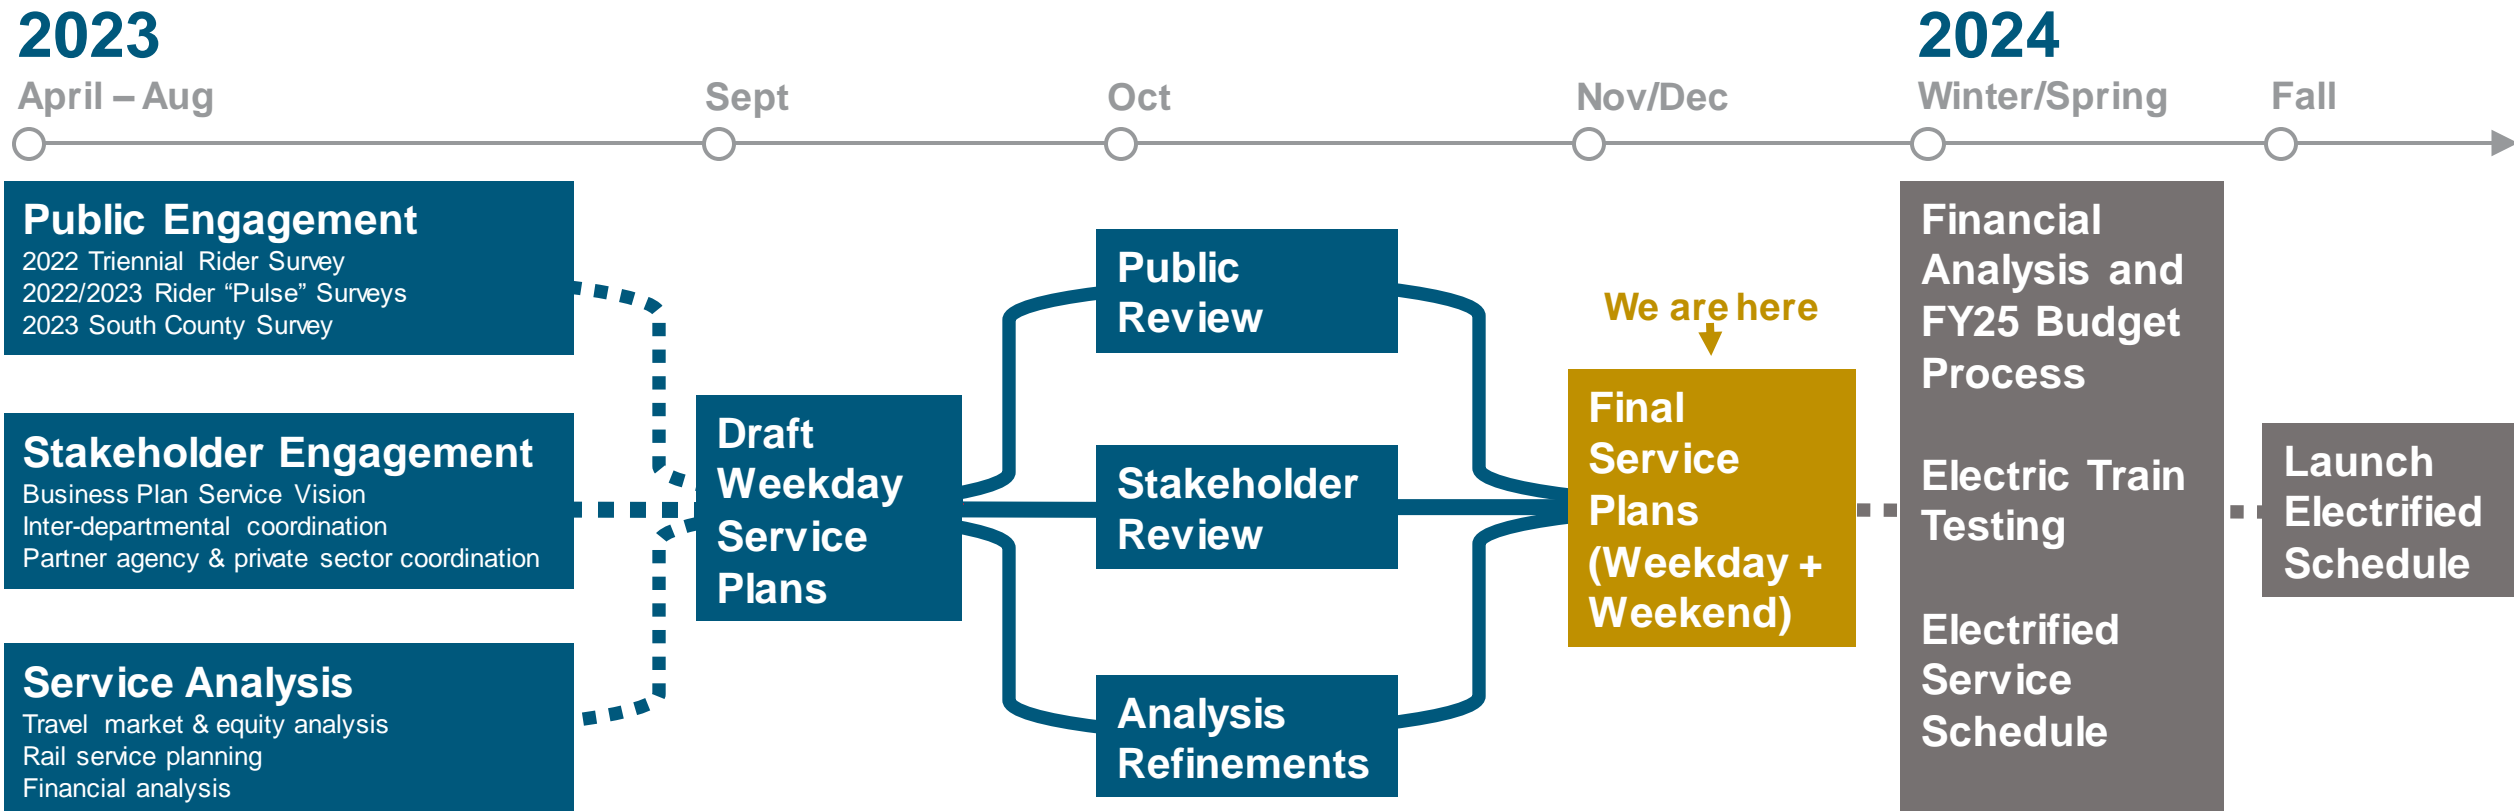 2023
2024
April – Aug
Sept
Oct
Nov/Dec
Winter/Spring
Fall
Public Engagement
2022 Triennial Rider Survey
2022/2023 Rider “Pulse” Surveys
2023 South County Survey
Stakeholder Engagement
Business Plan Service Vision
Inter-departmental coordination
Partner agency & private sector coordination
Service Analysis
Travel market & equity analysis
Rail service planning
Financial analysis
Draft
Weekday
Service
Plans
Public
Review
Stakeholder
Review
Analysis
Refinements
We are here
Final
Service
Plans
(Weekday +
Weekend)
Financial
Analysis and
FY25 Budget
Process
Electric Train
Testing
Electrified
Service
Schedule
Launch
Electrified
Schedule